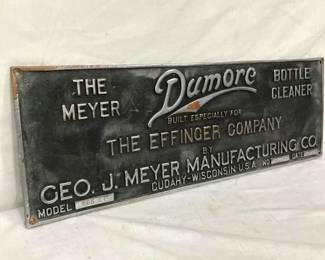 THE MEYER Dumore BOTTLE CLEANER
BUILT ESPECIALLY FOR
THE EFFINGER COMPANY
BY
GEO. J. MEYER MANUFACTURING CO.
CUDAHY-WISCONSIN-U.S.A.
MODEL NO. DATE